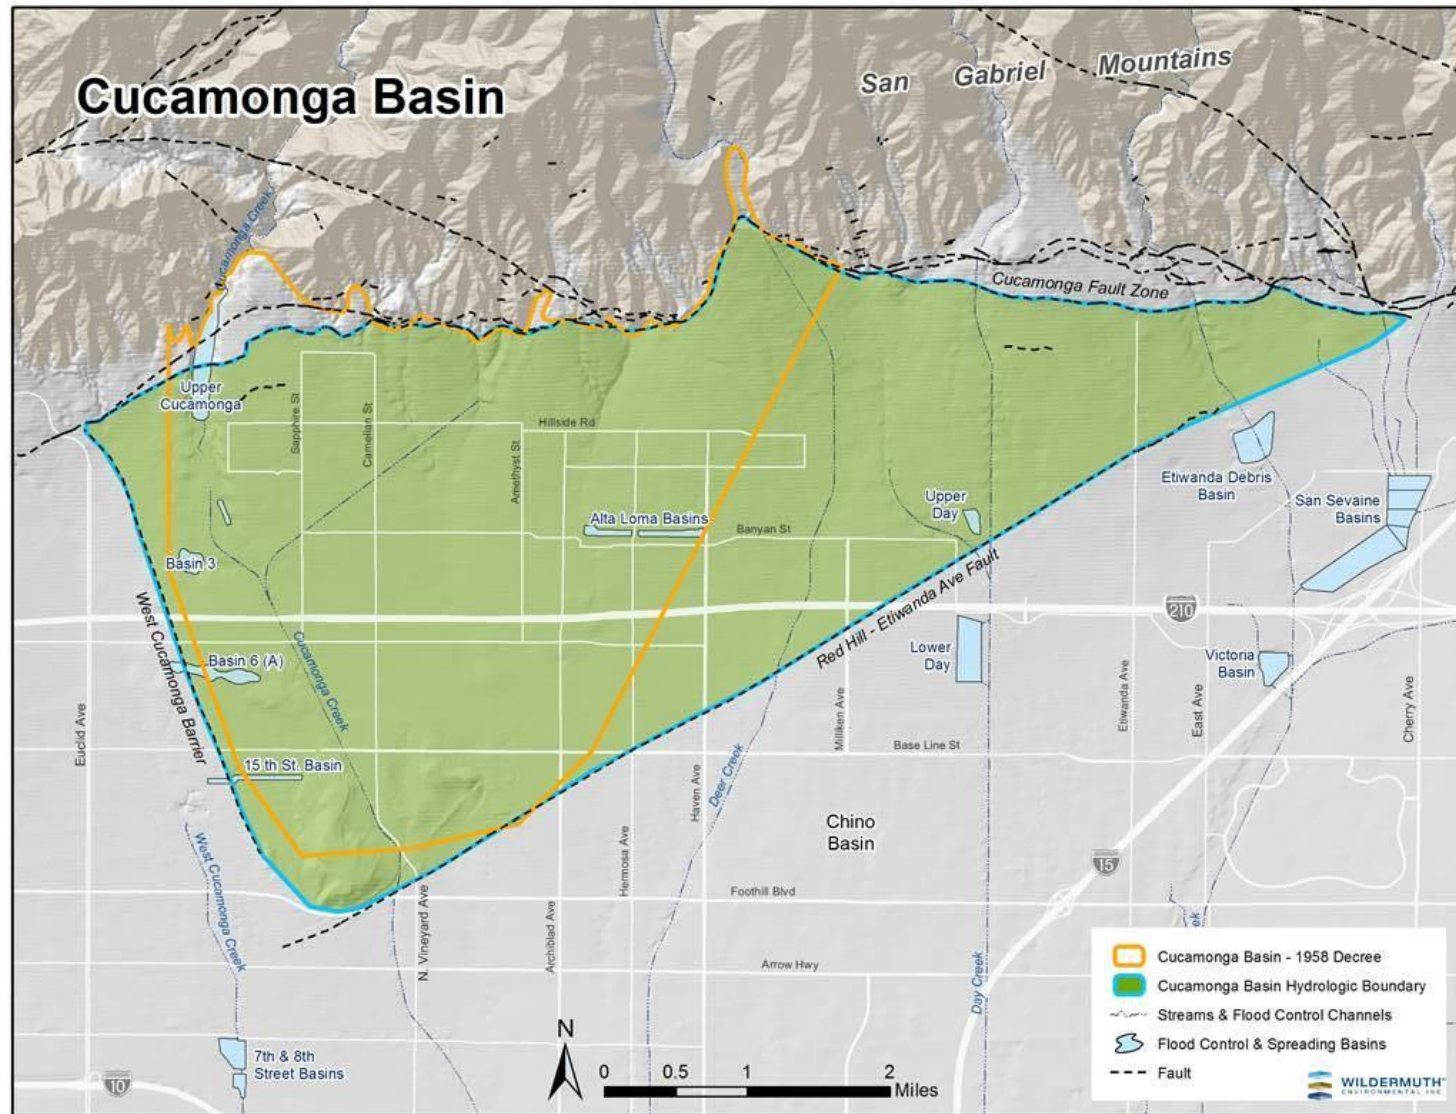 Cucamonga Basin
San Gabriel Mountains
Cucamonga Creek
Cucamonga Fault Zone
Upper
Cucamonga
Sapphire St
Carnelian St
Amethyst St
Hillside Rd
Alta Loma Basins
Banyan St
Upper
Day
Etiwanda Debris
Basin
San Sevaine
Basins
Basin 3
West Cucamonga Barrier
Cucamonga Creek
Red Hill - Etiwanda Ave Fault
210
Basin 6 (A)
Lower
Day
Victoria
Basin
Euclid Ave
Milliken Ave
Etiwanda Ave
East Ave
Cherry Ave
Base Line St
15 th St. Basin
Haven Ave
Deer Creek
Chino
Basin
West Cucamonga Creek
Hermosa Ave
15
Foothill Blvd
N. Vineyard Ave
Archiblad Ave
Arrow Hwy
Day Creek
ek
7th & 8th
Street Basins
10
N
0 0.5 1 2
Miles
Cucamonga Basin - 1958 Decree
Cucamonga Basin Hydrologic Boundary
Streams & Flood Control Channels
Flood Control & Spreading Basins
Fault
WILDERMUTH
ENVIRONMENTAL INC